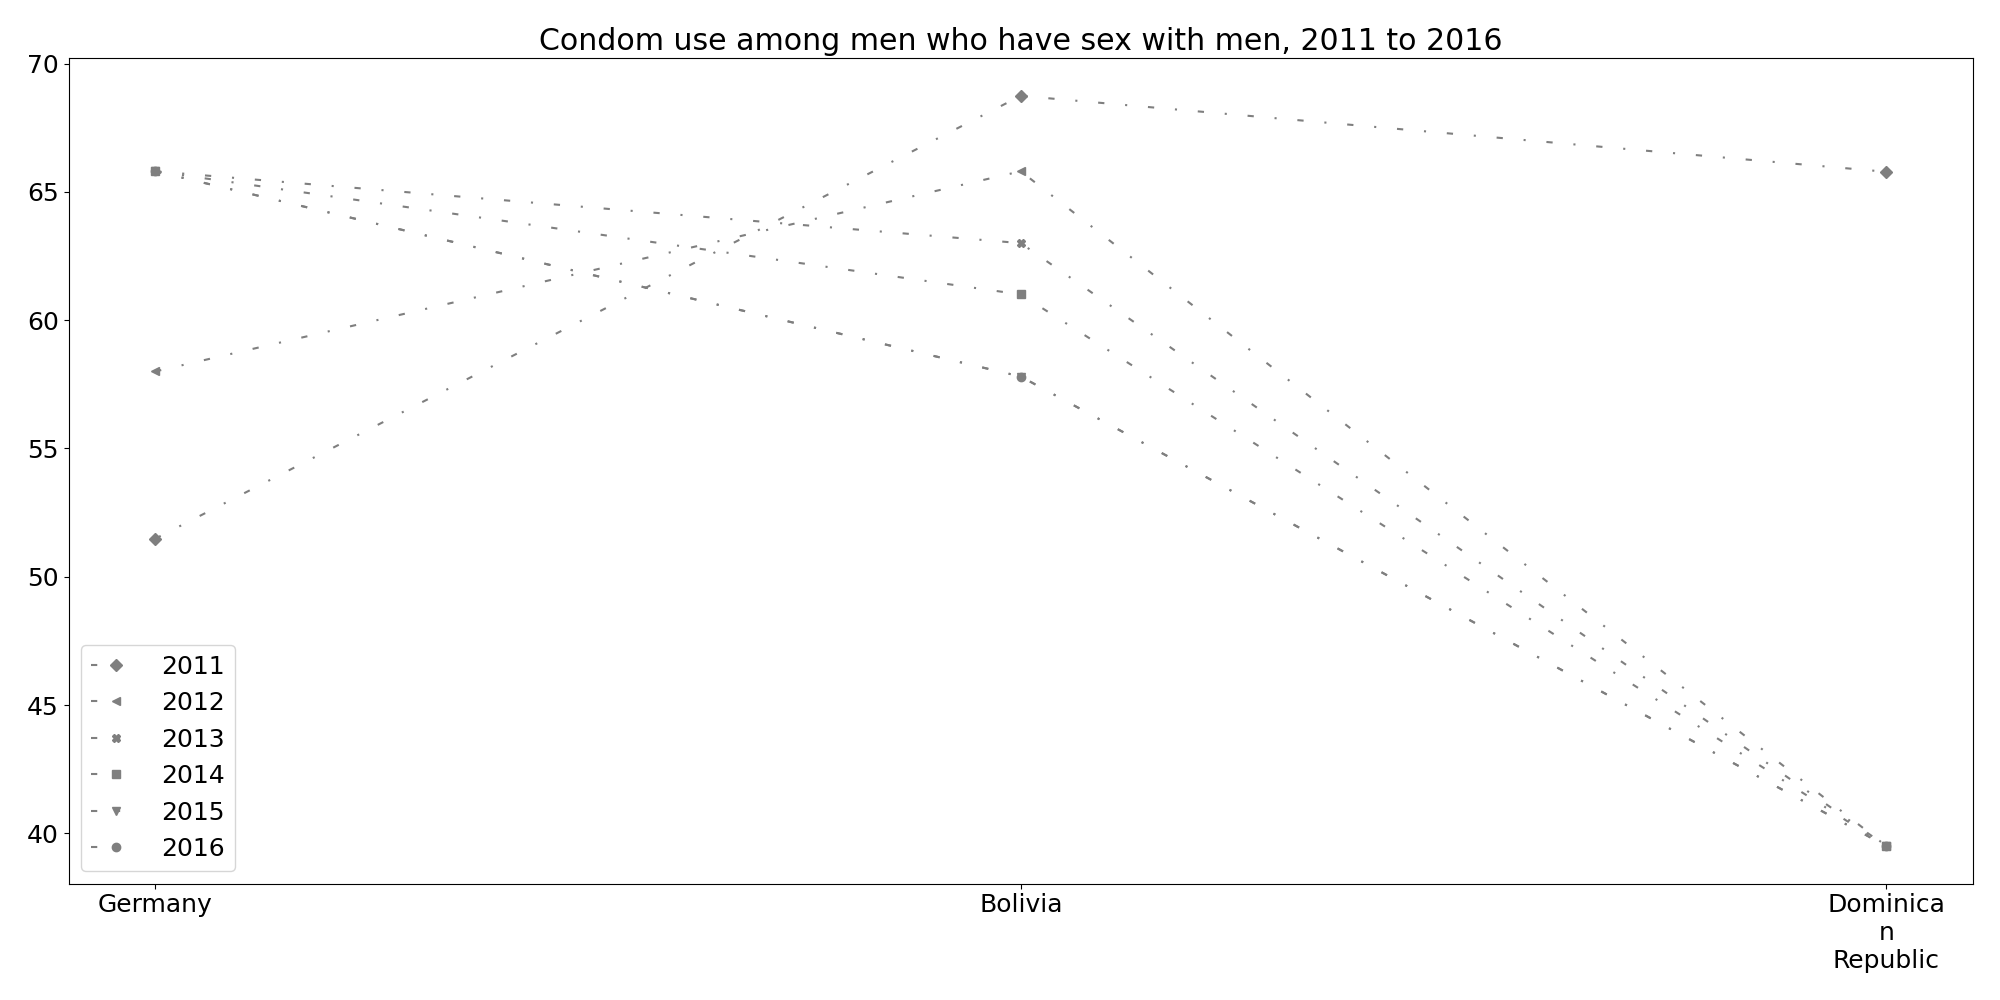 Condom use among men who have sex with men, 2011 to 2016
70
65
60
55
50
45
40
2011
2012
2013
2014
2015
2016
Germany
Bolivia
Dominica
n
Republic